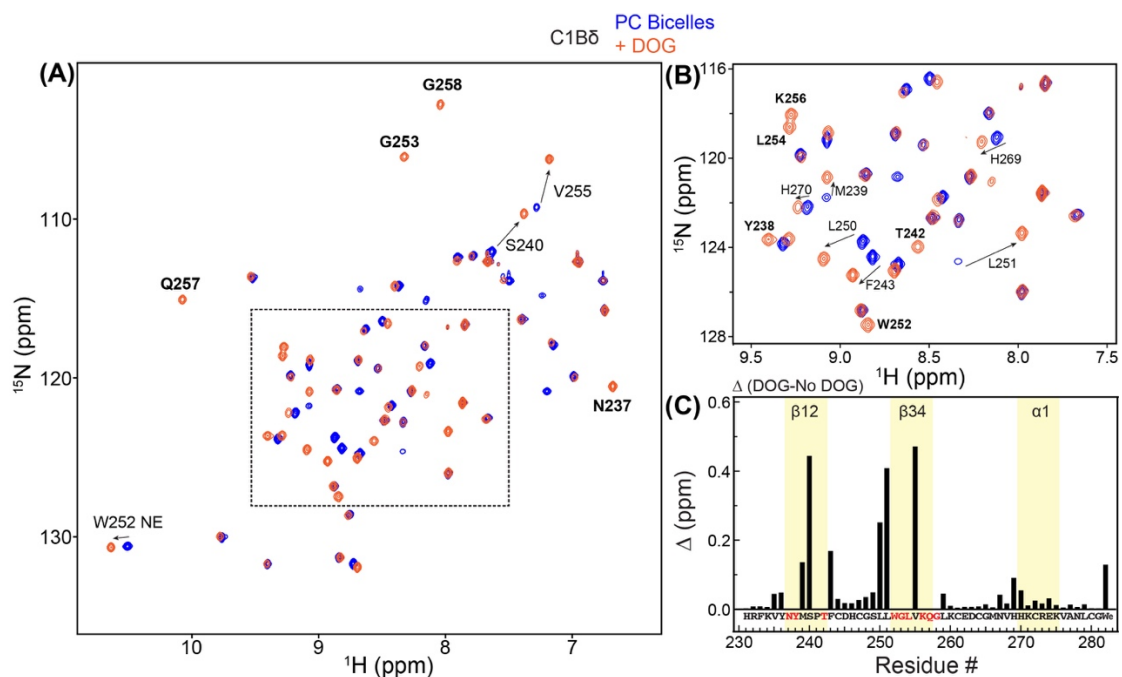 C1Bδ
PC Bicelles
+ DOG
(A)
G258
G253
V255
S240
Q257
N237
W252 NE
110
120
130
15N (ppm)
10
9
8
7
1H (ppm)
(B)
K256
L254
H269
H270
M239
Y238
L250
T242
L251
F243
W252
116
120
124
128
15N (ppm)
9.5
9.0
8.5
8.0
7.5
1H (ppm)
Δ (DOG-No DOG)
(C)
β12
β34
α1
0.6
0.4
0.2
0.0
Δ (ppm)
HRFKVYNYMSPTFCDHCGSLLWGLVKQGLKCEDCGMNVHHKCREKVANLCGWe
230 240 250 260 270 280
Residue #